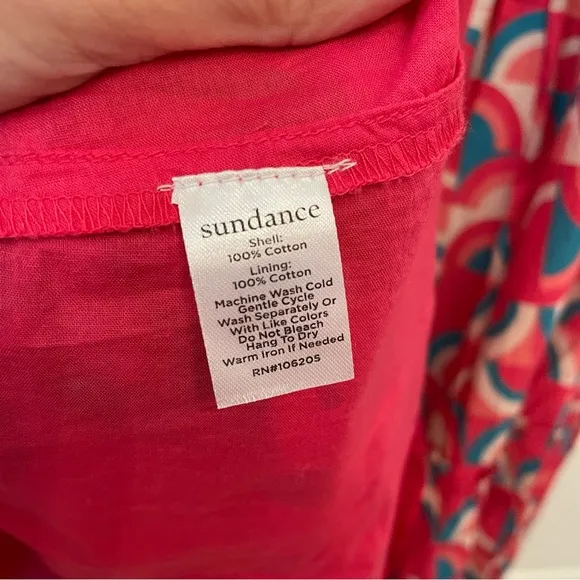 sundance
Shell:
100% Cotton
Lining:
100% Cotton
Machine Wash Cold
Gentle Cycle
Wash Separately Or
With Like Colors
Do Not Bleach
Hang To Dry
Warm Iron If Needed
RN#106205